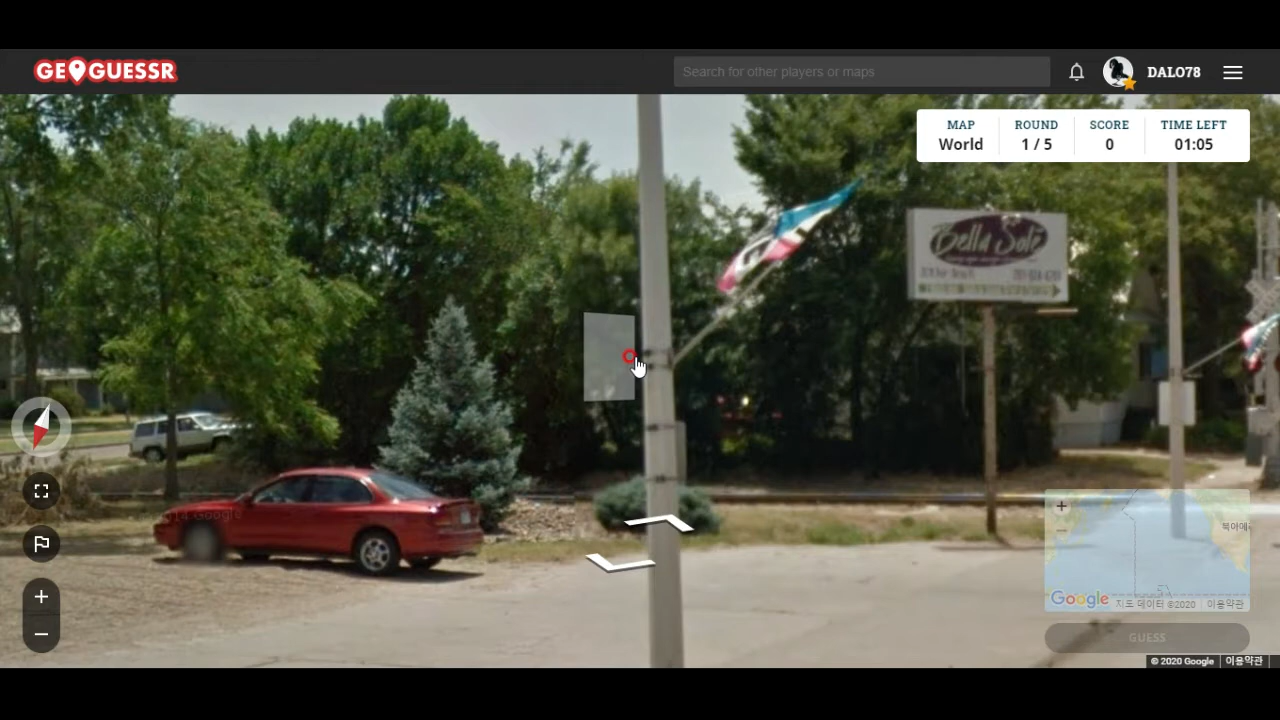 GEOGUESSR
Search for other players or maps
DALO78
MAP
World
ROUND
1 / 5
SCORE
0
TIME LEFT
01:05
Bella Sole
Google
지도 데이터 ©2020
이용약관
GUESS
© 2020 Google
이용약관